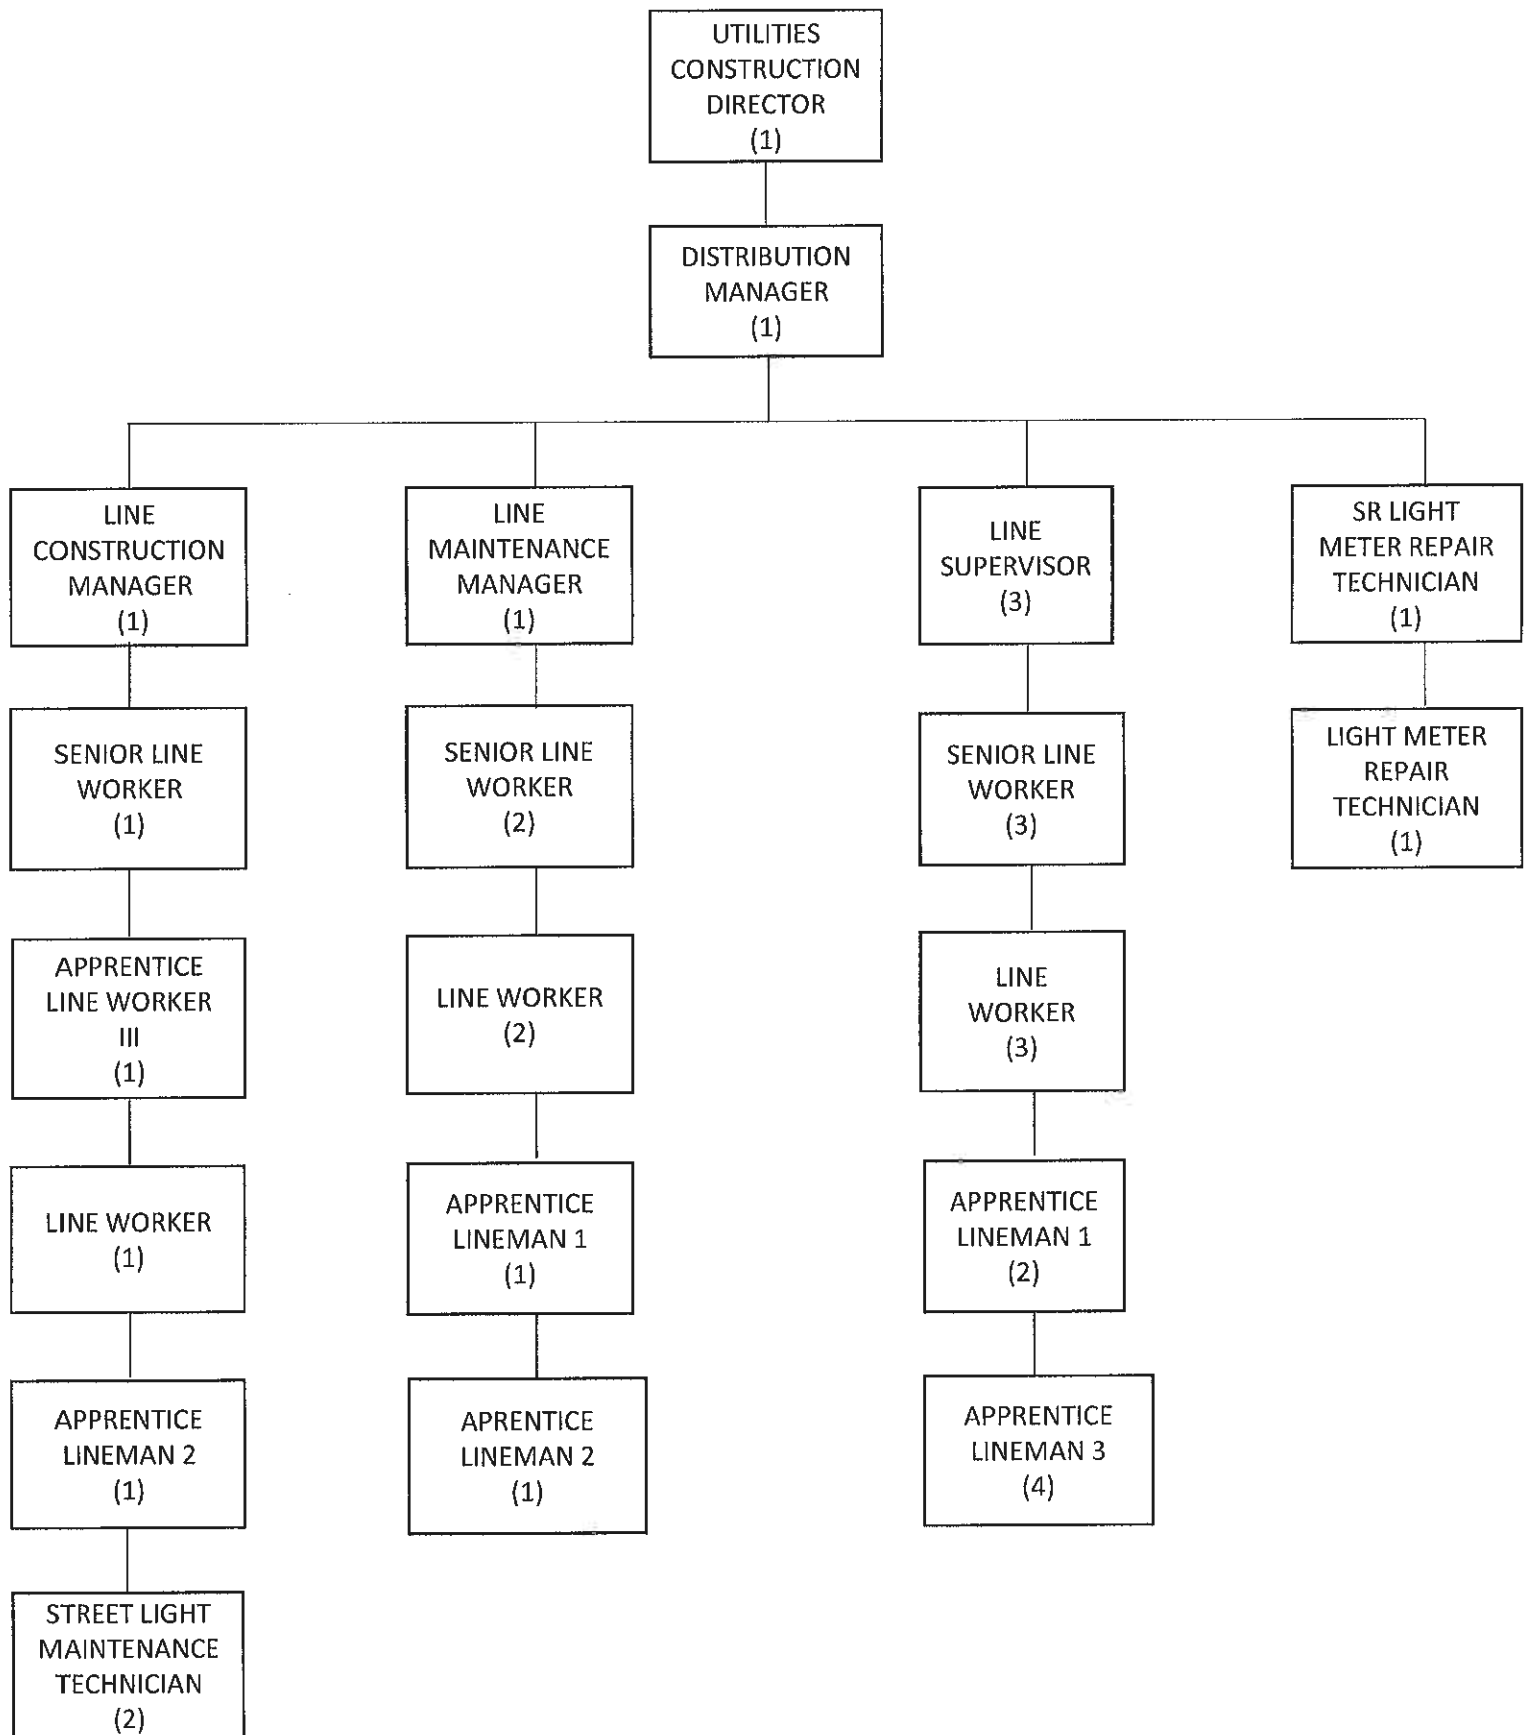 UTILITIES
CONSTRUCTION
DIRECTOR
(1)
DISTRIBUTION
MANAGER
(1)
LINE
CONSTRUCTION
MANAGER
(1)
LINE
MAINTENANCE
MANAGER
(1)
LINE
SUPERVISOR
(3)
SR LIGHT
METER REPAIR
TECHNICIAN
(1)
SENIOR LINE
WORKER
(1)
SENIOR LINE
WORKER
(2)
SENIOR LINE
WORKER
(3)
LIGHT METER
REPAIR
TECHNICIAN
(1)
APPRENTICE
LINE WORKER
III
(1)
LINE WORKER
(2)
LINE
WORKER
(3)
LINE WORKER
(1)
APPRENTICE
LINEMAN 1
(1)
APPRENTICE
LINEMAN 1
(2)
APPRENTICE
LINEMAN 2
(1)
APRENTICE
LINEMAN 2
(1)
APPRENTICE
LINEMAN 3
(4)
STREET LIGHT
MAINTENANCE
TECHNICIAN
(2)